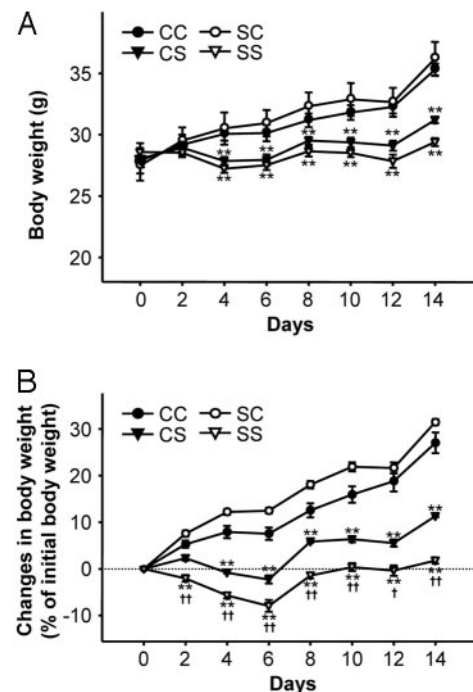 A
CC SC
CS SS
Body weight (g)
35
30
25
20
**
** ** ** ** **
** ** ** ** ** **
0 2 4 6 8 10 12 14
Days
B
CC SC
CS SS
Changes in body weight
(% of initial body weight)
30
20
10
0
-10
**
** ** **
** **
** ** ** ** ** ** **
†† †† †† †† †† † ††
0 2 4 6 8 10 12 14
Days